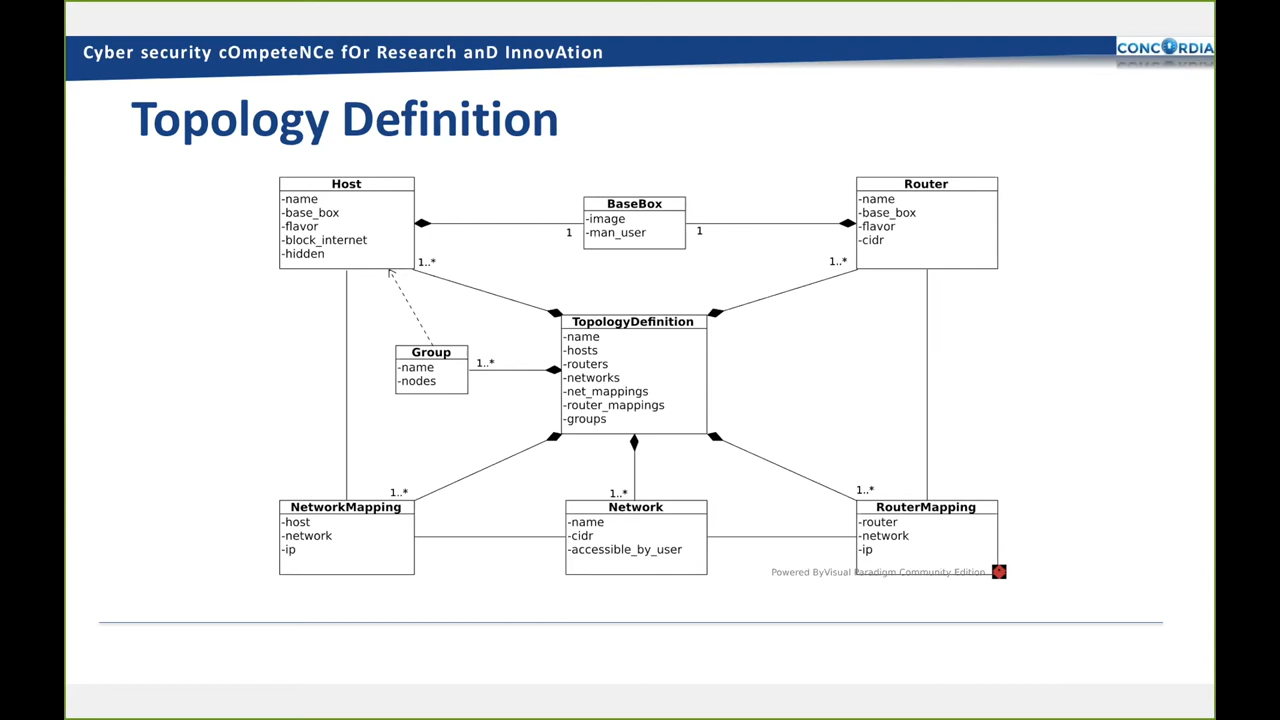 Cyber security cOmpeteNCe fOr Research anD InnovAtion
CONCORDIA
Topology Definition
Host
-name
-base_box
-flavor
-block_internet
-hidden
BaseBox
-image
-man_user
Router
-name
-base_box
-flavor
-cidr
1
1
1..*
1..*
TopologyDefinition
-name
-hosts
-routers
-networks
-net_mappings
-router_mappings
-groups
Group
-name
-nodes
1..*
1..*
1..*
1..*
NetworkMapping
-host
-network
-ip
Network
-name
-cidr
-accessible_by_user
RouterMapping
-router
-network
-ip
Powered ByVisual Paradigm Community Edition